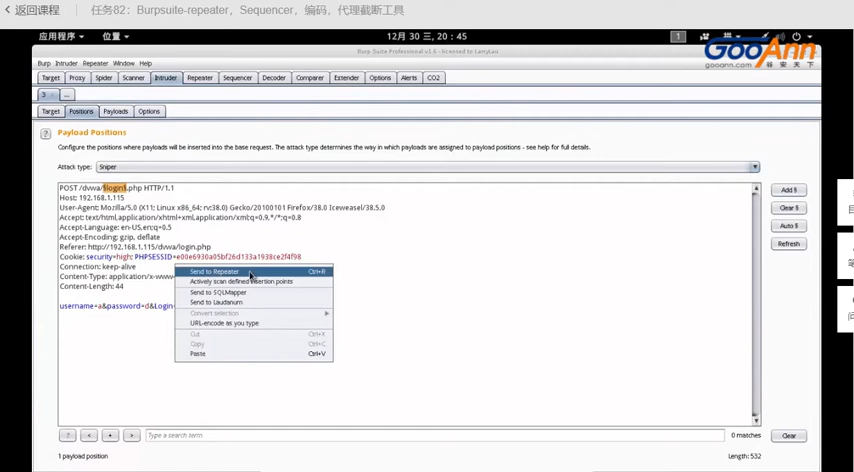 返回课程 任务82：Burpsuite-repeater，Sequencer，编码，代理截断工具
应用程序 位置 12月 30 三, 20:45 1
Burp Suite Professional v1.6 - licensed to LarryLau
GooAnn
gooann.com 谷安天下
Burp Intruder Repeater Window Help
Target Proxy Spider Scanner Intruder Repeater Sequencer Decoder Comparer Extender Options Alerts CO2
3 ...
Target Positions Payloads Options
? Payload Positions
Configure the positions where payloads will be inserted into the base request. The attack type determines the way in which payloads are assigned to payload positions - see help for full details.
Attack type: Sniper
POST /dvwa/§login§.php HTTP/1.1
Host: 192.168.1.115
User-Agent: Mozilla/5.0 (X11; Linux x86_64; rv:38.0) Gecko/20100101 Firefox/38.0 Iceweasel/38.5.0
Accept: text/html,application/xhtml+xml,application/xml;q=0.9,*/*;q=0.8
Accept-Language: en-US,en;q=0.5
Accept-Encoding: gzip, deflate
Referer: http://192.168.1.115/dvwa/login.php
Cookie: security=high; PHPSESSID=e00e6930a05bf26d133a1938ce2f4f98
Connection: keep-alive
Content-Type: application/x-www-
Content-Length: 44
username=a&password=d&Login=
Send to Repeater Ctrl+R
Actively scan defined insertion points
Send to SQLMapper
Send to Laudanum
Convert selection
URL-encode as you type
Cut Ctrl+X
Copy Ctrl+C
Paste Ctrl+V
Add §
Clear §
Auto §
Refresh
? < + > Type a search term 0 matches Clear
1 payload position Length: 532